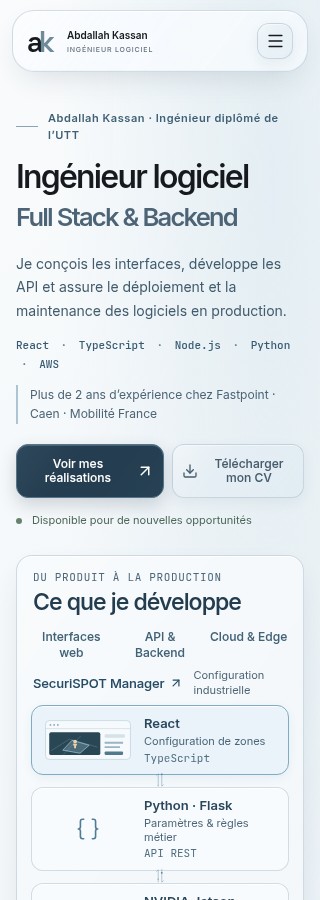 ak
Abdallah Kassan
INGÉNIEUR LOGICIEL
Abdallah Kassan · Ingénieur diplômé de
l’UTT
Ingénieur logiciel
Full Stack & Backend
Je conçois les interfaces, développe les
API et assure le déploiement et la
maintenance des logiciels en production.
React · TypeScript · Node.js · Python
· AWS
Plus de 2 ans d’expérience chez Fastpoint ·
Caen · Mobilité France
Voir mes
réalisations
Télécharger
mon CV
Disponible pour de nouvelles opportunités
DU PRODUIT À LA PRODUCTION
Ce que je développe
Interfaces
web
API &
Backend
Cloud & Edge
SecuriSPOT Manager
Configuration
industrielle
React
Configuration de zones
TypeScript
{ }
Python · Flask
Paramètres & règles
métier
API REST
NVIDIA Jetson